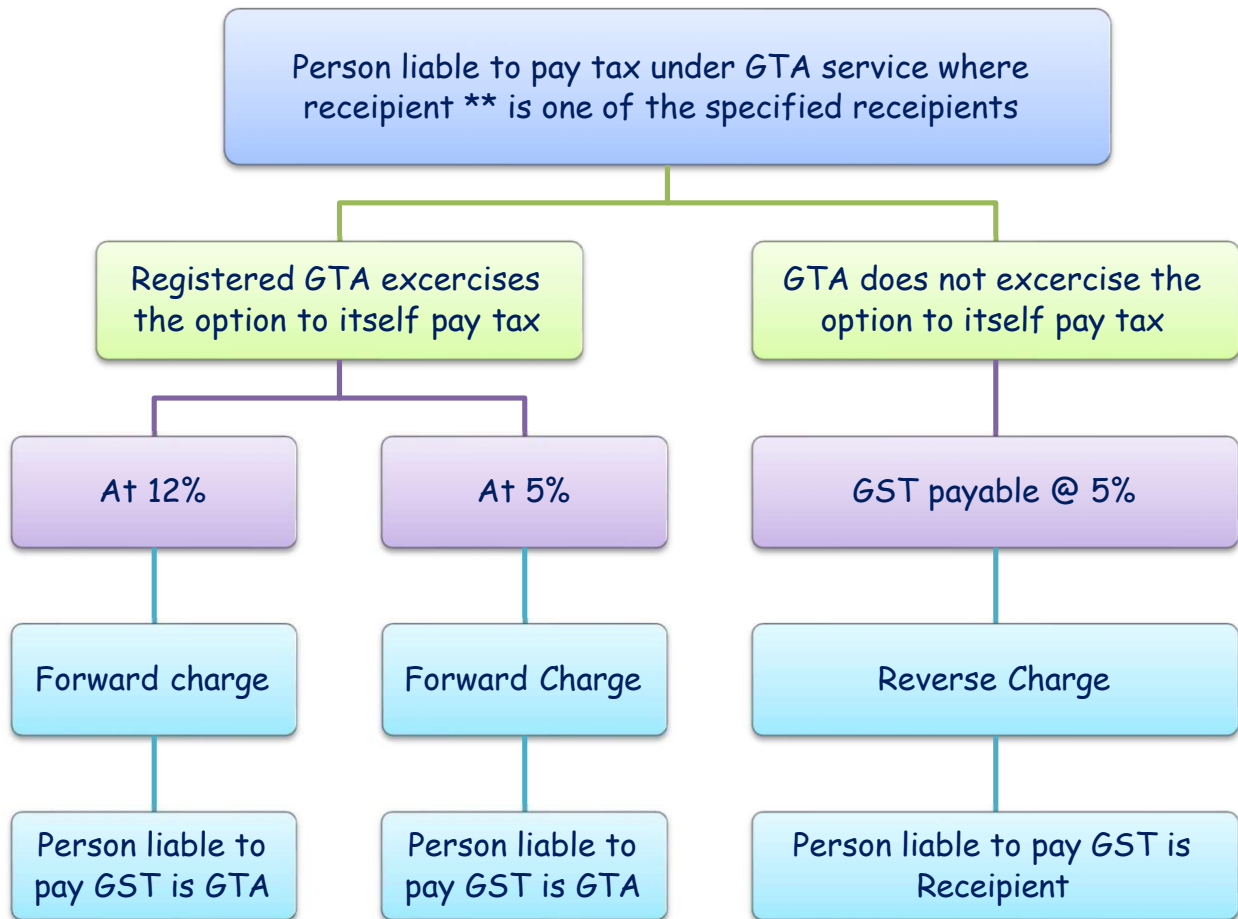 Person liable to pay tax under GTA service where
receipient ** is one of the specified receipients
Registered GTA excercises
the option to itself pay tax
GTA does not excercise the
option to itself pay tax
At 12%
At 5%
GST payable @ 5%
Forward charge
Forward Charge
Reverse Charge
Person liable to
pay GST is GTA
Person liable to
pay GST is GTA
Person liable to pay GST is
Receipient